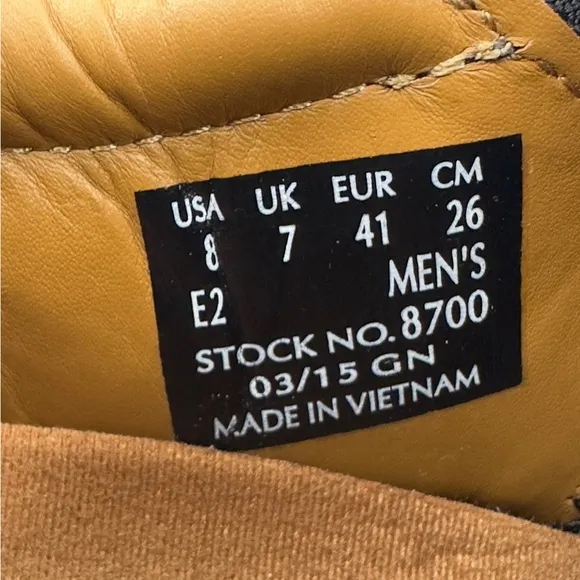 USA UK EUR CM
8 7 41 26
E2 MEN'S
STOCK NO. 8700
03/15 GN
MADE IN VIETNAM